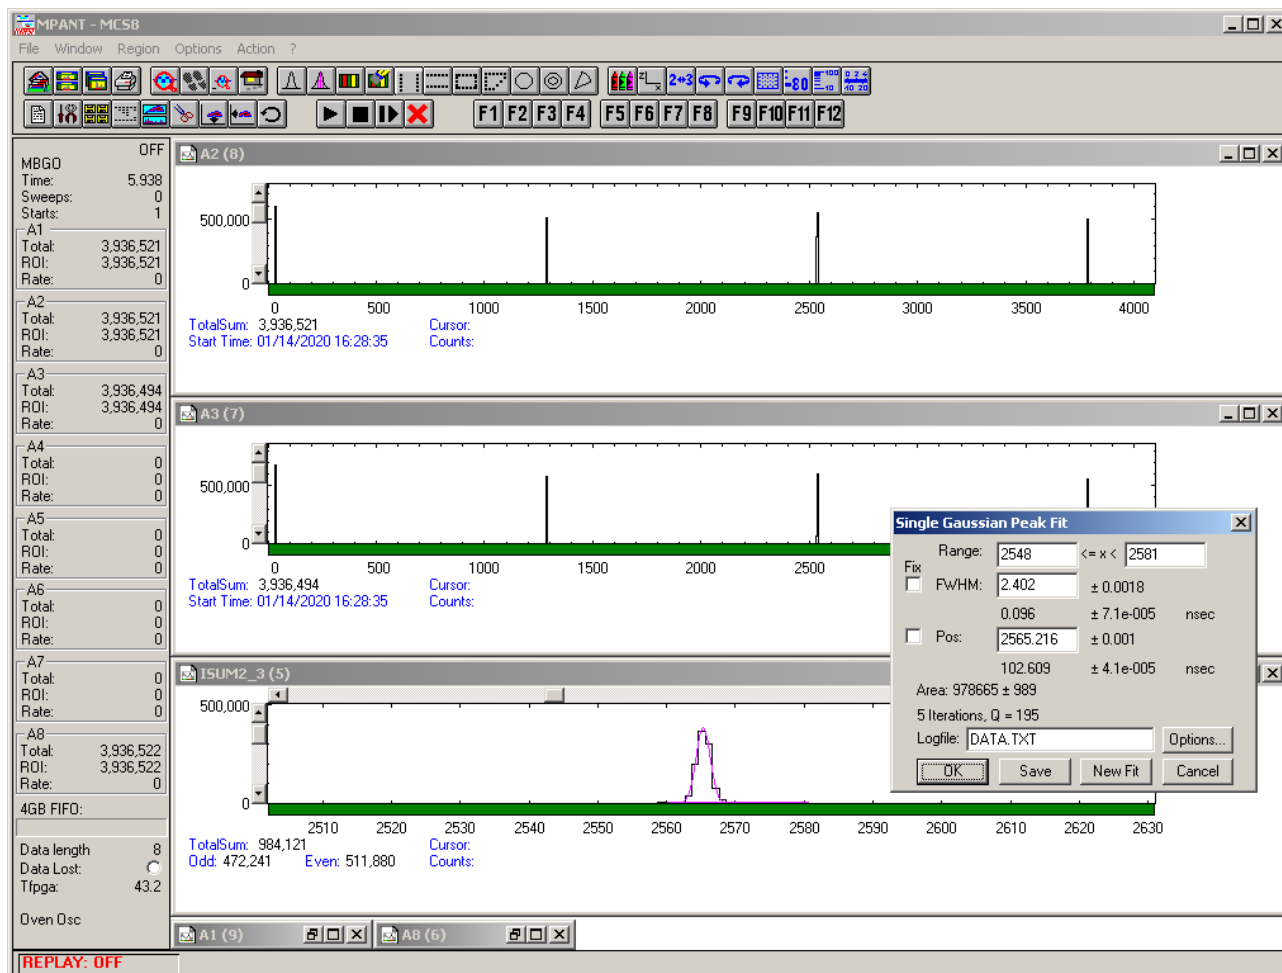 MPANT - MCS8
File Window Region Options Action ?
F1 F2 F3 F4 F5 F6 F7 F8 F9 F10 F11 F12
OFF
MBGO
Time: 5.938
Sweeps: 0
Starts: 1
A1
Total: 3,936,521
ROI: 3,936,521
Rate: 0
A2
Total: 3,936,521
ROI: 3,936,521
Rate: 0
A3
Total: 3,936,494
ROI: 3,936,494
Rate: 0
A4
Total: 0
ROI: 0
Rate: 0
A5
Total: 0
ROI: 0
Rate: 0
A6
Total: 0
ROI: 0
Rate: 0
A7
Total: 0
ROI: 0
Rate: 0
A8
Total: 3,936,522
ROI: 3,936,522
Rate: 0
4GB FIFO:
Data length 8
Data Lost:
Tfpga: 43.2
Oven Osc
A2 (8)
500,000
0
0 500 1000 1500 2000 2500 3000 3500 4000
TotalSum: 3,936,521 Cursor:
Start Time: 01/14/2020 16:28:35 Counts:
A3 (7)
500,000
0
0 500 1000 1500 2000 2500
TotalSum: 3,936,494 Cursor:
Start Time: 01/14/2020 16:28:35 Counts:
ISUM2_3 (5)
500,000
0
2510 2520 2530 2540 2550 2560 2570 2580 2590 2600 2610 2620 2630
TotalSum: 984,121 Cursor:
Odd: 472,241 Even: 511,880 Counts:
Single Gaussian Peak Fit
Range: 2548 <= x < 2581
Fix
FWHM: 2.402 ± 0.0018
0.096 ± 7.1e-005 nsec
Pos: 2565.216 ± 0.001
102.609 ± 4.1e-005 nsec
Area: 978665 ± 989
5 Iterations, Q = 195
Logfile: DATA.TXT Options...
OK Save New Fit Cancel
A1 (9) A8 (6)
REPLAY: OFF